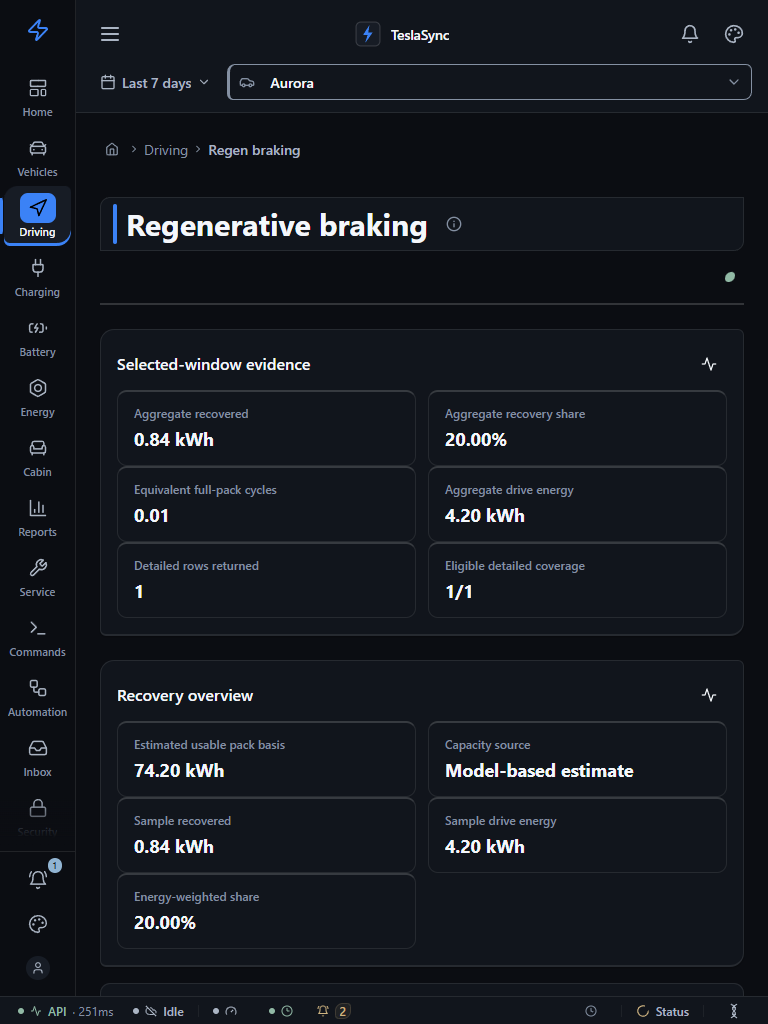 TeslaSync
Last 7 days
Aurora
Home
Vehicles
Driving
Charging
Battery
Energy
Cabin
Reports
Service
Commands
Automation
Inbox
Security
1
Driving
Regen braking
Regenerative braking
Selected-window evidence
Aggregate recovered
0.84 kWh
Aggregate recovery share
20.00%
Equivalent full-pack cycles
0.01
Aggregate drive energy
4.20 kWh
Detailed rows returned
1
Eligible detailed coverage
1/1
Recovery overview
Estimated usable pack basis
74.20 kWh
Capacity source
Model-based estimate
Sample recovered
0.84 kWh
Sample drive energy
4.20 kWh
Energy-weighted share
20.00%
API · 251ms
Idle
2
Status